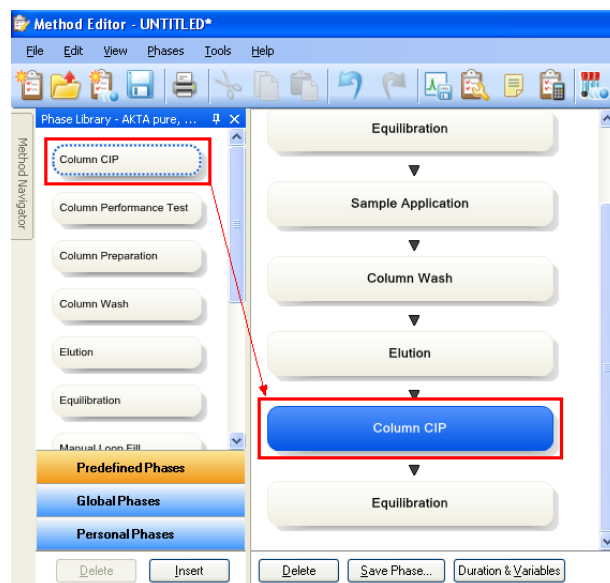 Method Editor - UNTITLED*
File Edit View Phases Tools Help
Phase Library - AKTA pure, ...
Method Navigator
Column CIP
Column Performance Test
Column Preparation
Column Wash
Elution
Equilibration
Manual Loop Fill
Predefined Phases
Global Phases
Personal Phases
Delete Insert
Equilibration
Sample Application
Column Wash
Elution
Column CIP
Equilibration
Delete Save Phase... Duration & Variables